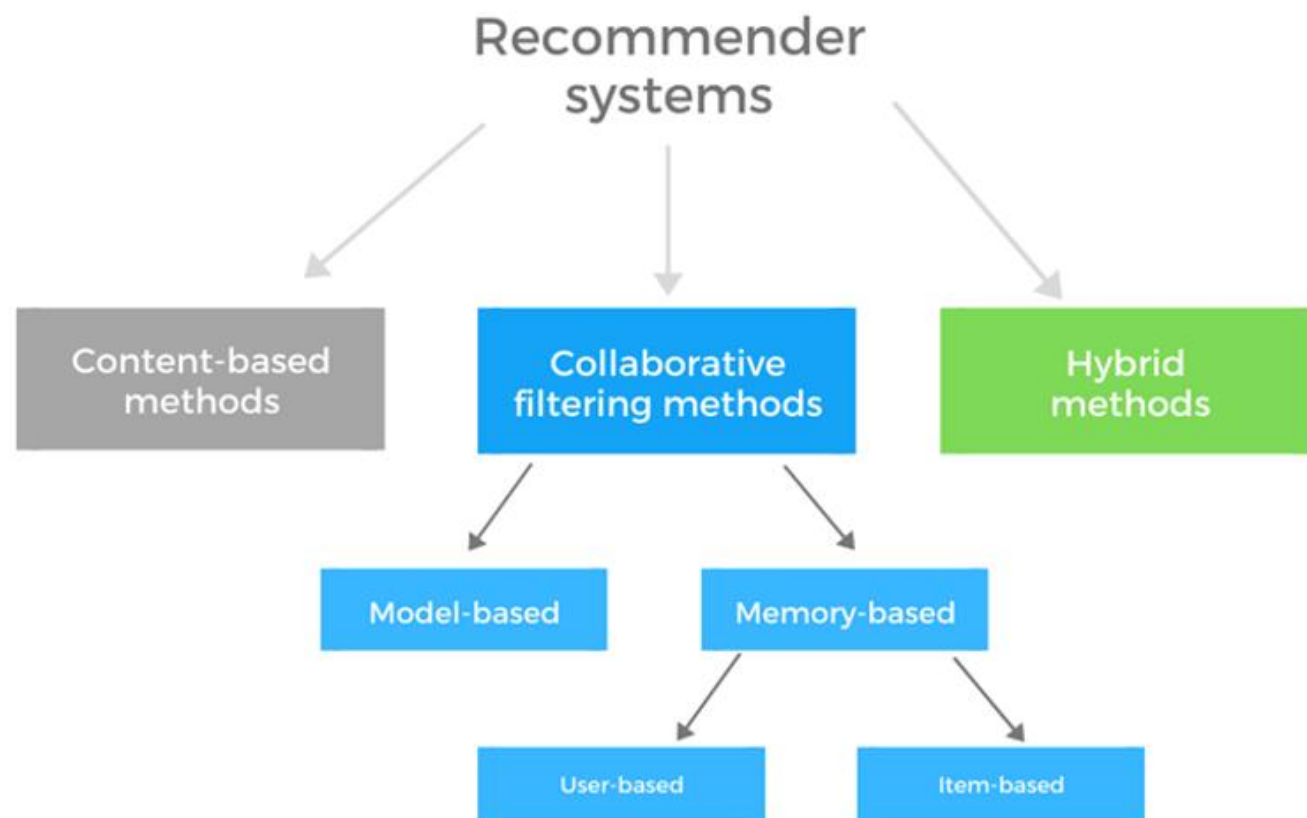 Recommender
systems
Content-based
methods
Collaborative
filtering methods
Hybrid
methods
Model-based
Memory-based
User-based
Item-based